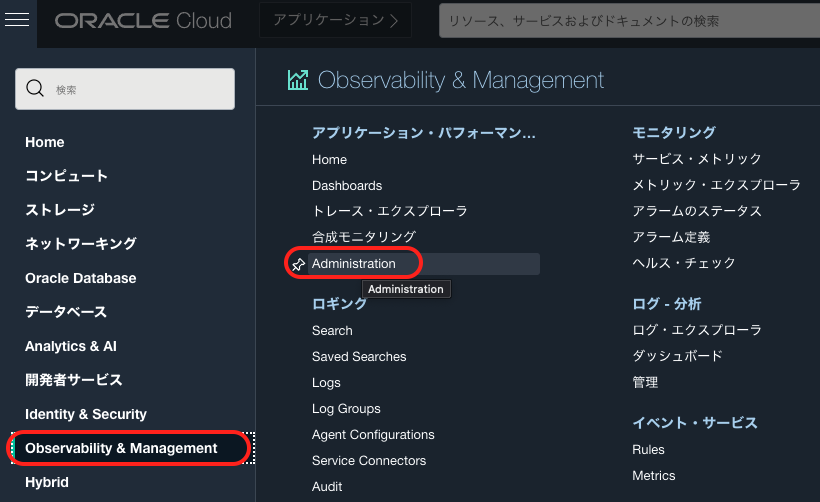 ORACLE Cloud
アプリケーション
リソース、サービスおよびドキュメントの検索
検索
Home
コンピュート
ストレージ
ネットワーキング
Oracle Database
データベース
Analytics & AI
開発者サービス
Identity & Security
Observability & Management
Hybrid
Observability & Management
アプリケーション・パフォーマン...
Home
Dashboards
トレース・エクスプローラ
合成モニタリング
Administration
Administration
ロギング
Search
Saved Searches
Logs
Log Groups
Agent Configurations
Service Connectors
Audit
モニタリング
サービス・メトリック
メトリック・エクスプローラ
アラームのステータス
アラーム定義
ヘルス・チェック
ログ - 分析
ログ・エクスプローラ
ダッシュボード
管理
イベント・サービス
Rules
Metrics